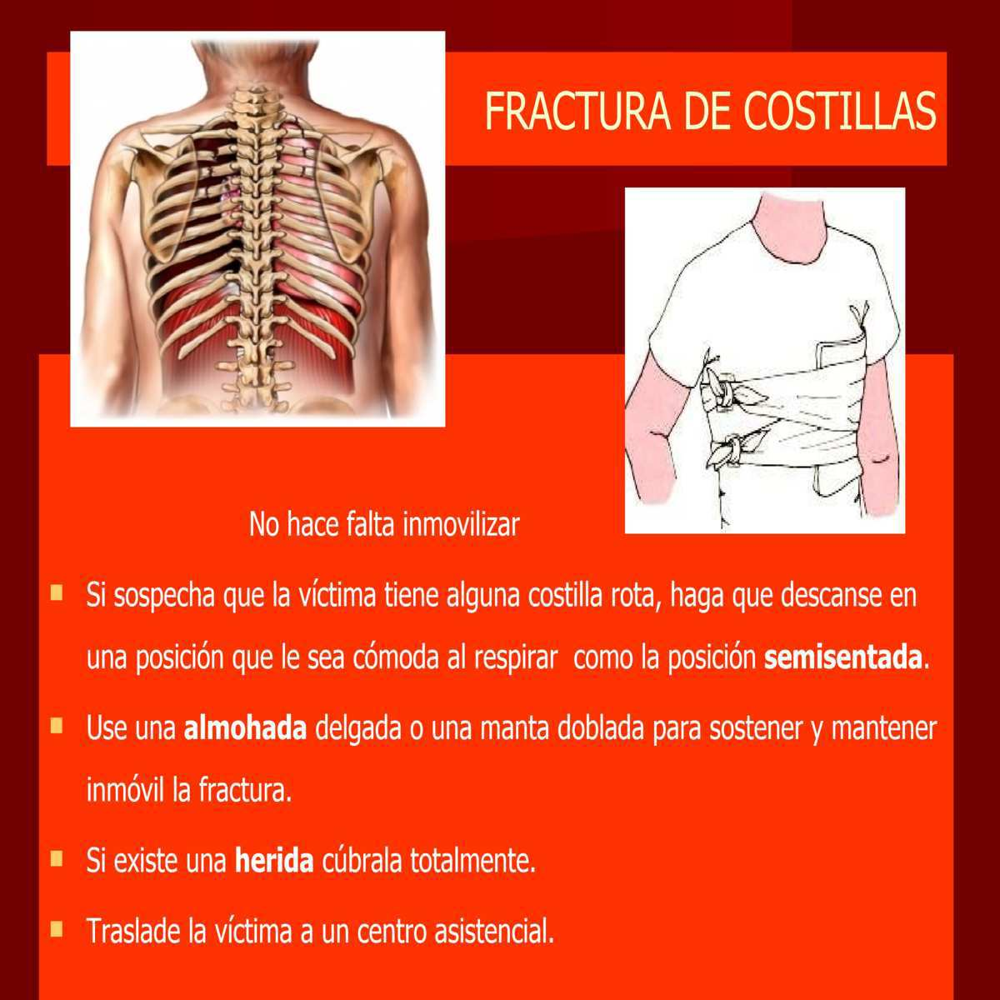 FRACTURA DE COSTILLAS
No hace falta inmovilizar
Si sospecha que la víctima tiene alguna costilla rota, haga que descanse en
una posición que le sea cómoda al respirar como la posición semisentada.
Use una almohada delgada o una manta doblada para sostener y mantener
inmóvil la fractura.
Si existe una herida cúbrala totalmente.
Traslade la víctima a un centro asistencial.